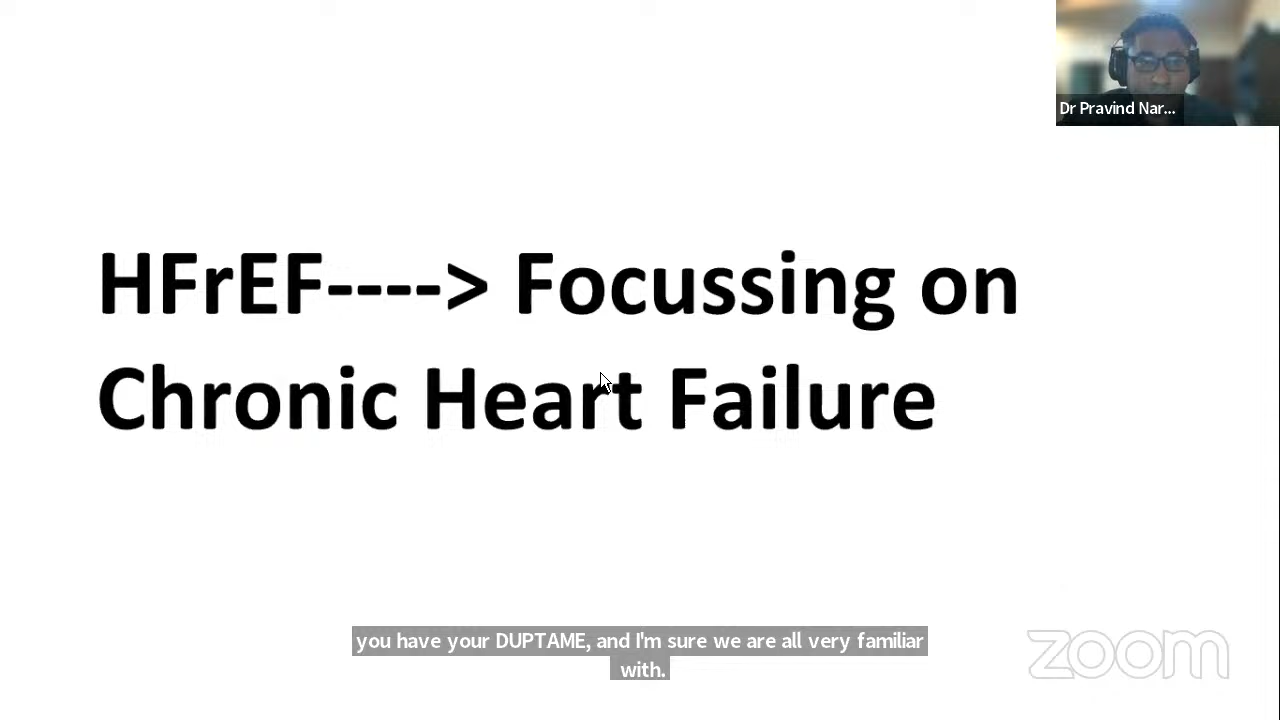 Dr Pravind Nar...
HFrEF----> Focussing on
Chronic Heart Failure
you have your DUPTAME, and I'm sure we are all very familiar
with.
zoom